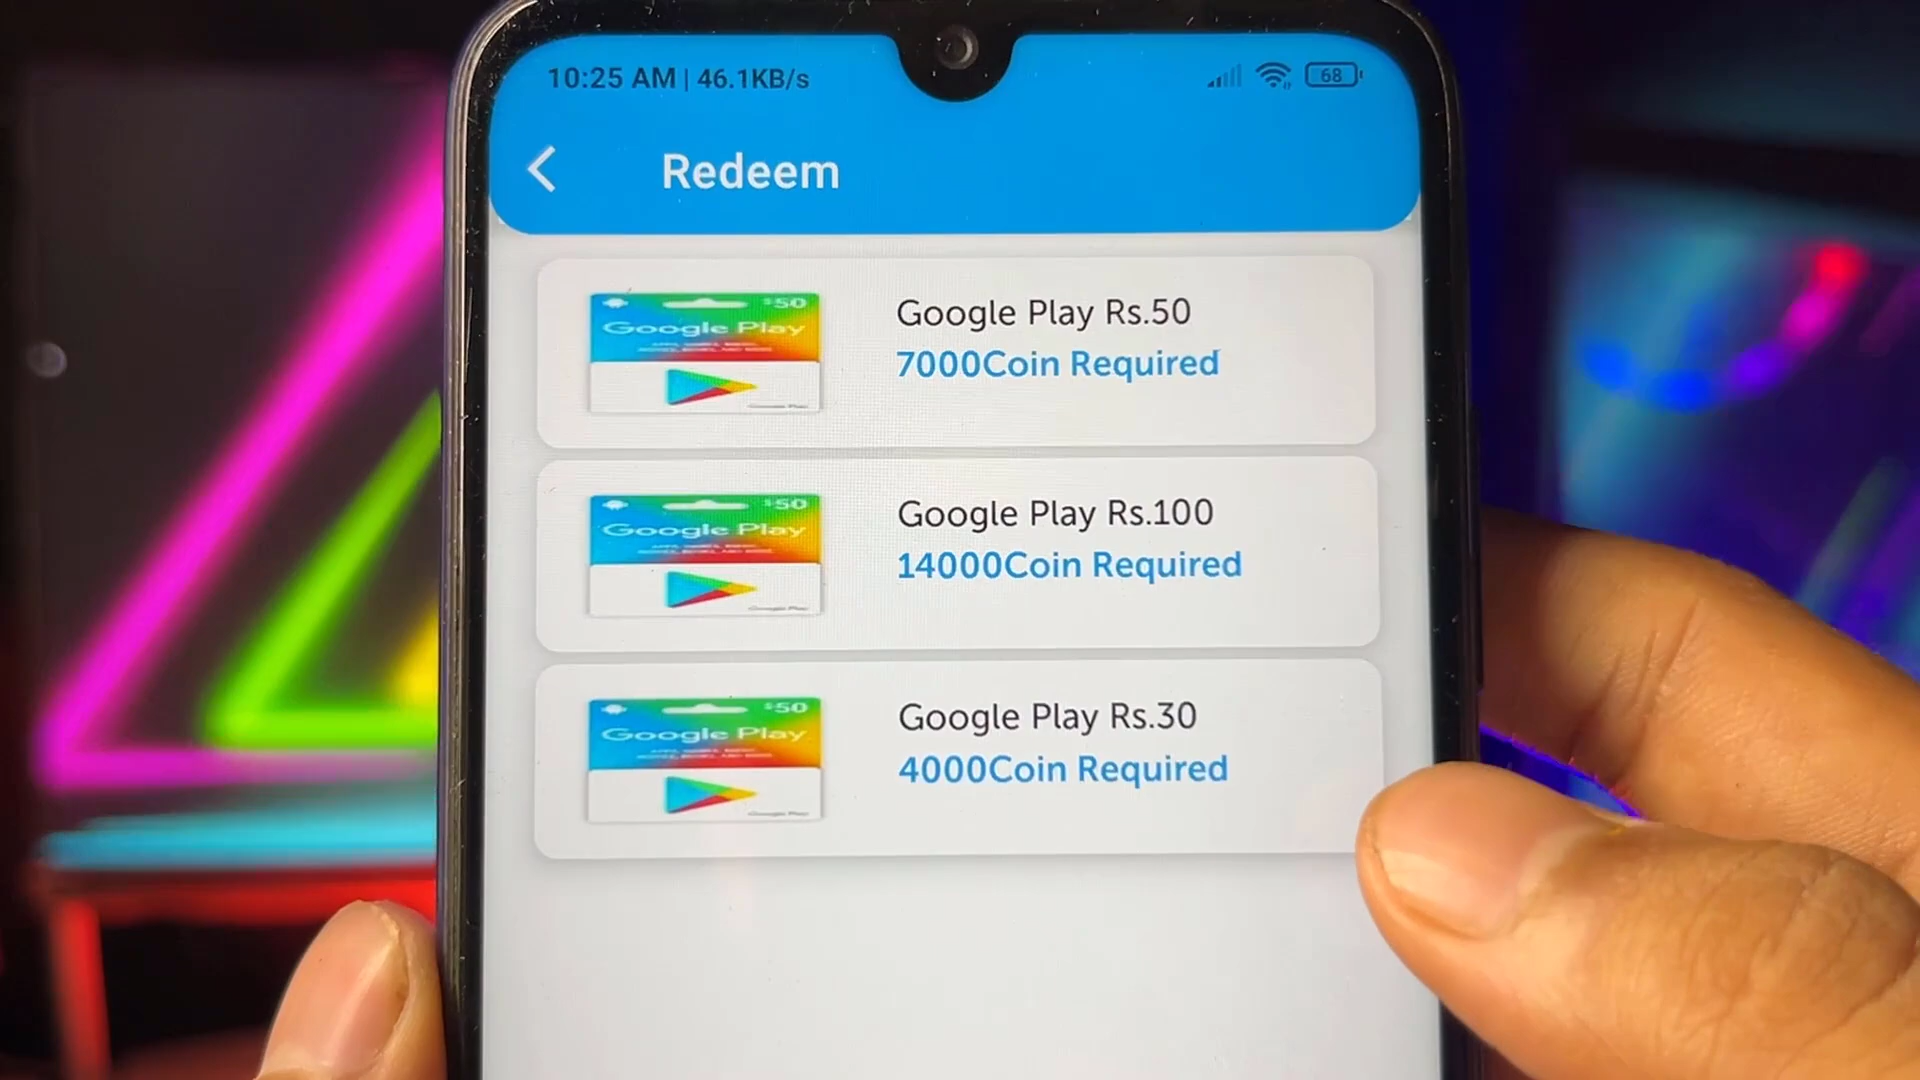 10:25 AM | 46.1KB/s
68
Redeem
$50
Google Play
Google Play Rs.50
7000Coin Required
$50
Google Play
Google Play Rs.100
14000Coin Required
$50
Google Play
Google Play Rs.30
4000Coin Required